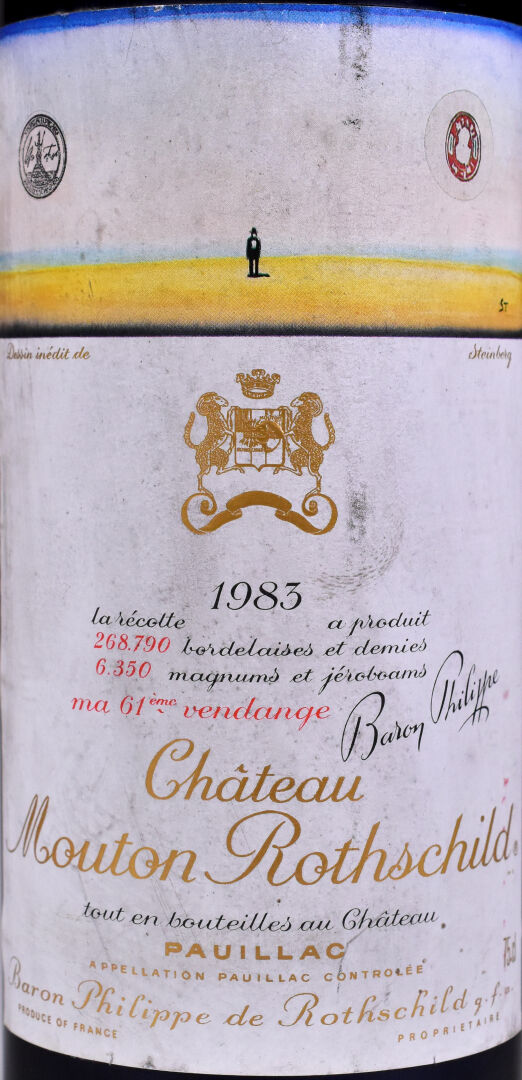 ST
Dessin inédit de Steinberg
1983
la récolte a produit
268.790 bordelaises et demies
6.350 magnums et jéroboams
ma 61ème vendange
Baron Philippe
Château
Mouton Rothschild
tout en bouteilles au Château
PAUILLAC
APPELLATION PAUILLAC CONTROLÉE
75cl
Baron Philippe de Rothschild g.f.a.
PRODUCE OF FRANCE
PROPRIETAIRE